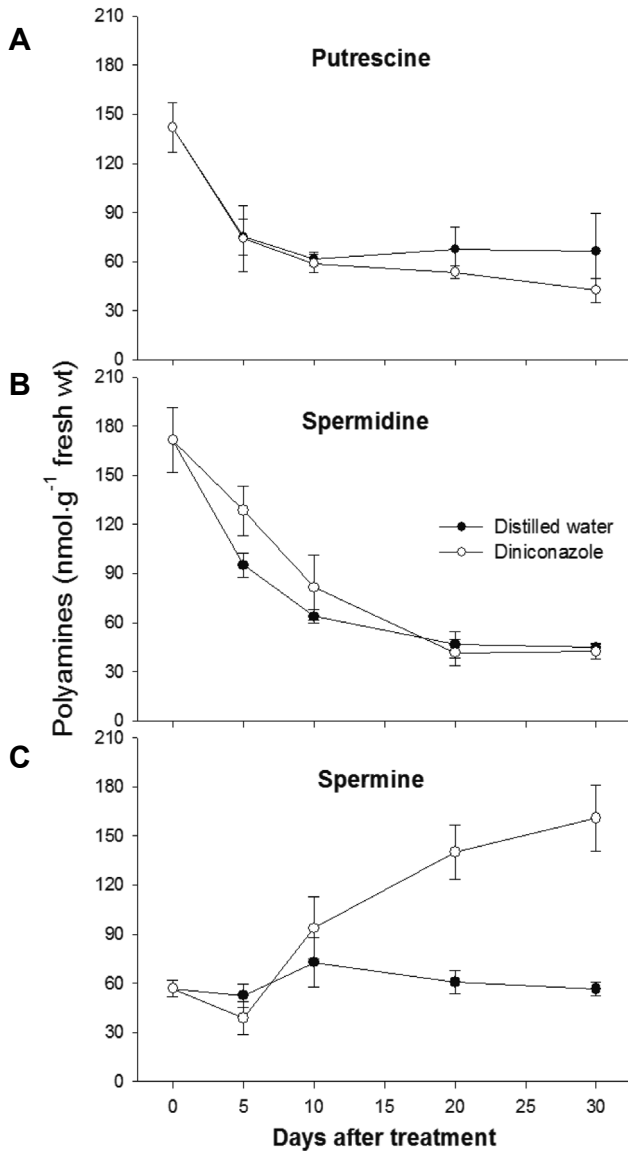 A
Putrescine
210
180
150
120
90
60
30
0
B
Spermidine
210
180
150
120
90
60
30
0
Distilled water
Diniconazole
Polyamines (nmol·g⁻¹ fresh wt)
C
Spermine
210
180
150
120
90
60
30
0
0 5 10 20 30
Days after treatment